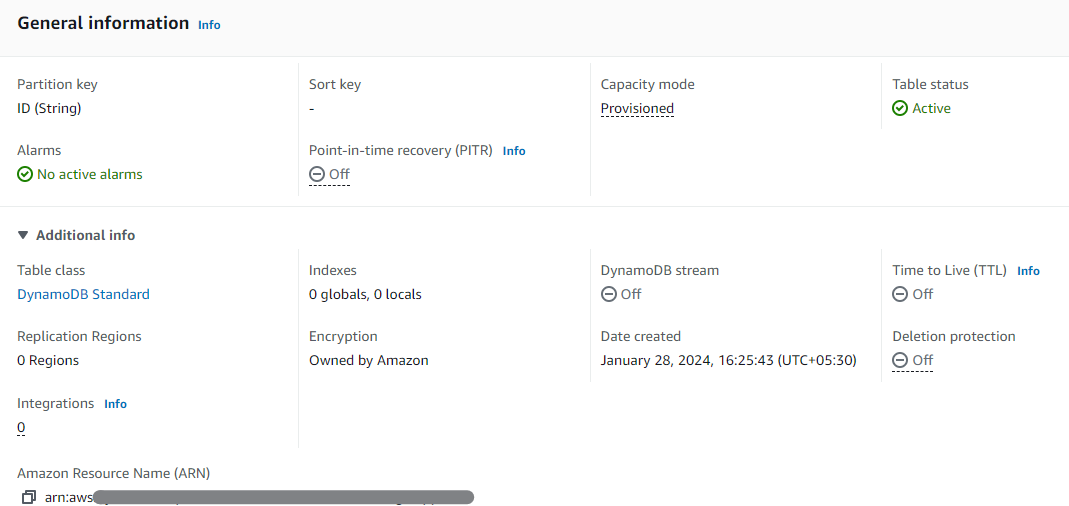 General information Info
Partition key
ID (String)
Sort key
-
Capacity mode
Provisioned
Table status
Active
Alarms
No active alarms
Point-in-time recovery (PITR) Info
Off
Additional info
Table class
DynamoDB Standard
Indexes
0 globals, 0 locals
DynamoDB stream
Off
Time to Live (TTL) Info
Off
Replication Regions
0 Regions
Encryption
Owned by Amazon
Date created
January 28, 2024, 16:25:43 (UTC+05:30)
Deletion protection
Off
Integrations Info
0
Amazon Resource Name (ARN)
arn:aws